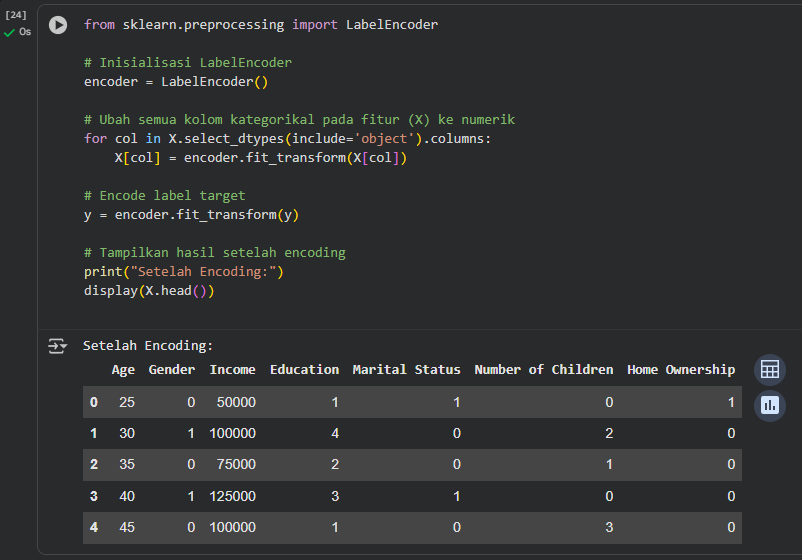 [24]
0s
from sklearn.preprocessing import LabelEncoder
# Inisialisasi LabelEncoder
encoder = LabelEncoder()
# Ubah semua kolom kategorikal pada fitur (X) ke numerik
for col in X.select_dtypes(include='object').columns:
    X[col] = encoder.fit_transform(X[col])
# Encode label target
y = encoder.fit_transform(y)
# Tampilkan hasil setelah encoding
print("Setelah Encoding:")
display(X.head())
Setelah Encoding:
Age Gender Income Education Marital Status Number of Children Home Ownership
0 25 0 50000 1 1 0 1
1 30 1 100000 4 0 2 0
2 35 0 75000 2 0 1 0
3 40 1 125000 3 1 0 0
4 45 0 100000 1 0 3 0